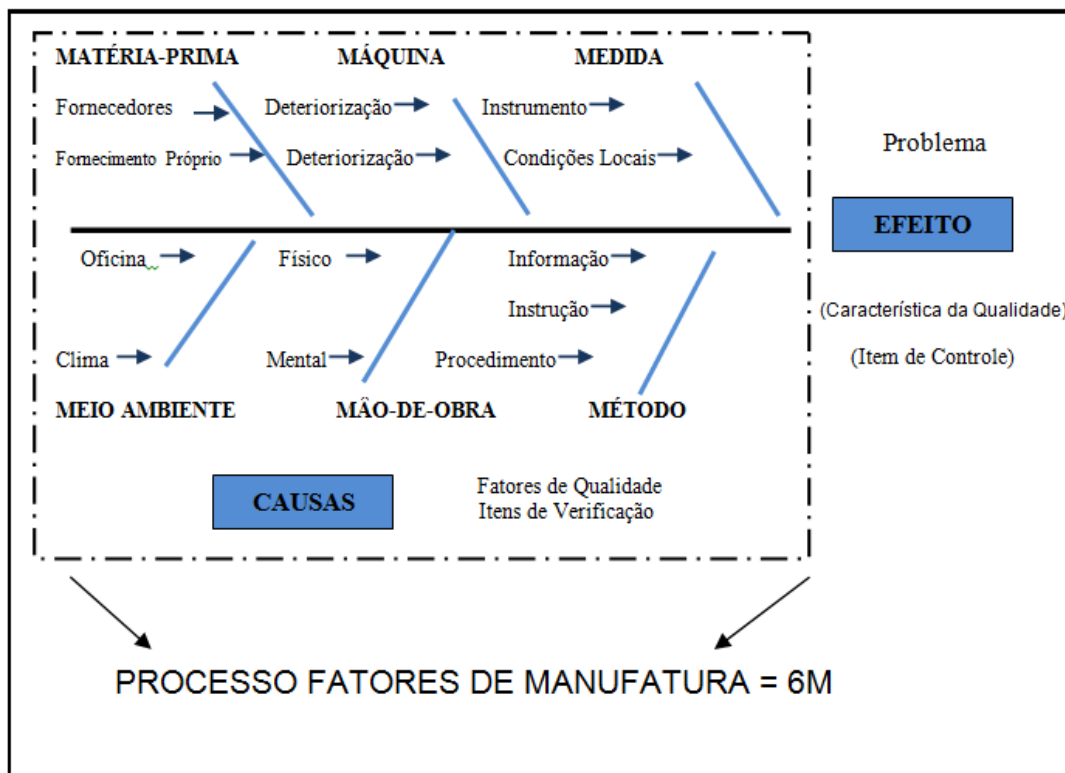 MATÉRIA-PRIMA
MÁQUINA
MEDIDA
Fornecedores
Deteriorização
Instrumento
Fornecimento Próprio
Deteriorização
Condições Locais
Problema
EFEITO
Oficina
Físico
Informação
Instrução
(Característica da Qualidade)
Clima
Mental
Procedimento
(Item de Controle)
MEIO AMBIENTE
MÃO-DE-OBRA
MÉTODO
CAUSAS
Fatores de Qualidade
Itens de Verificação
PROCESSO FATORES DE MANUFATURA = 6M